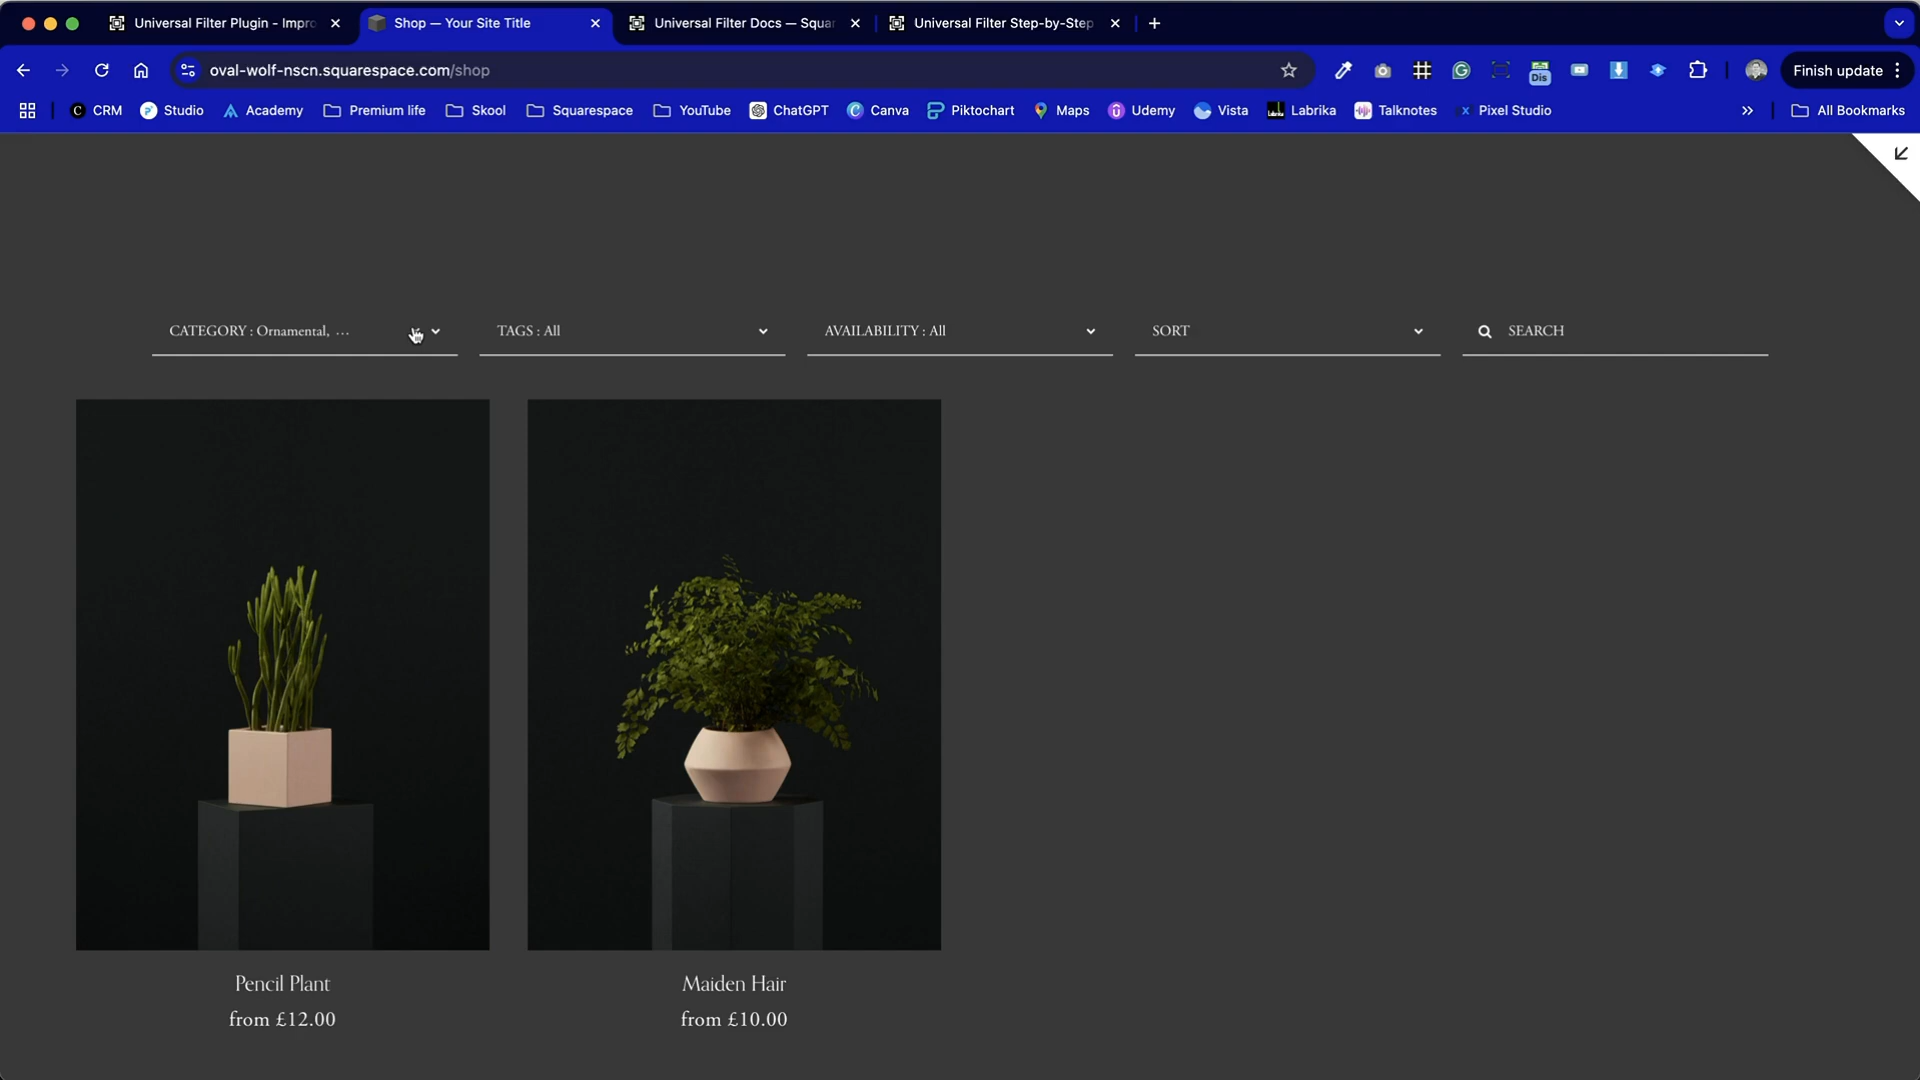 Universal Filter Plugin - Impro
Shop — Your Site Title
Universal Filter Docs — Squar
Universal Filter Step-by-Step
oval-wolf-nscn.squarespace.com/shop
Dis
Finish update
CRM
Studio
Academy
Premium life
Skool
Squarespace
YouTube
ChatGPT
Canva
Piktochart
Maps
Udemy
Vista
Labrika
Labrika
Talknotes
Pixel Studio
All Bookmarks
CATEGORY : Ornamental, ...
TAGS : All
AVAILABILITY : All
SORT
SEARCH
Pencil Plant
from £12.00
Maiden Hair
from £10.00